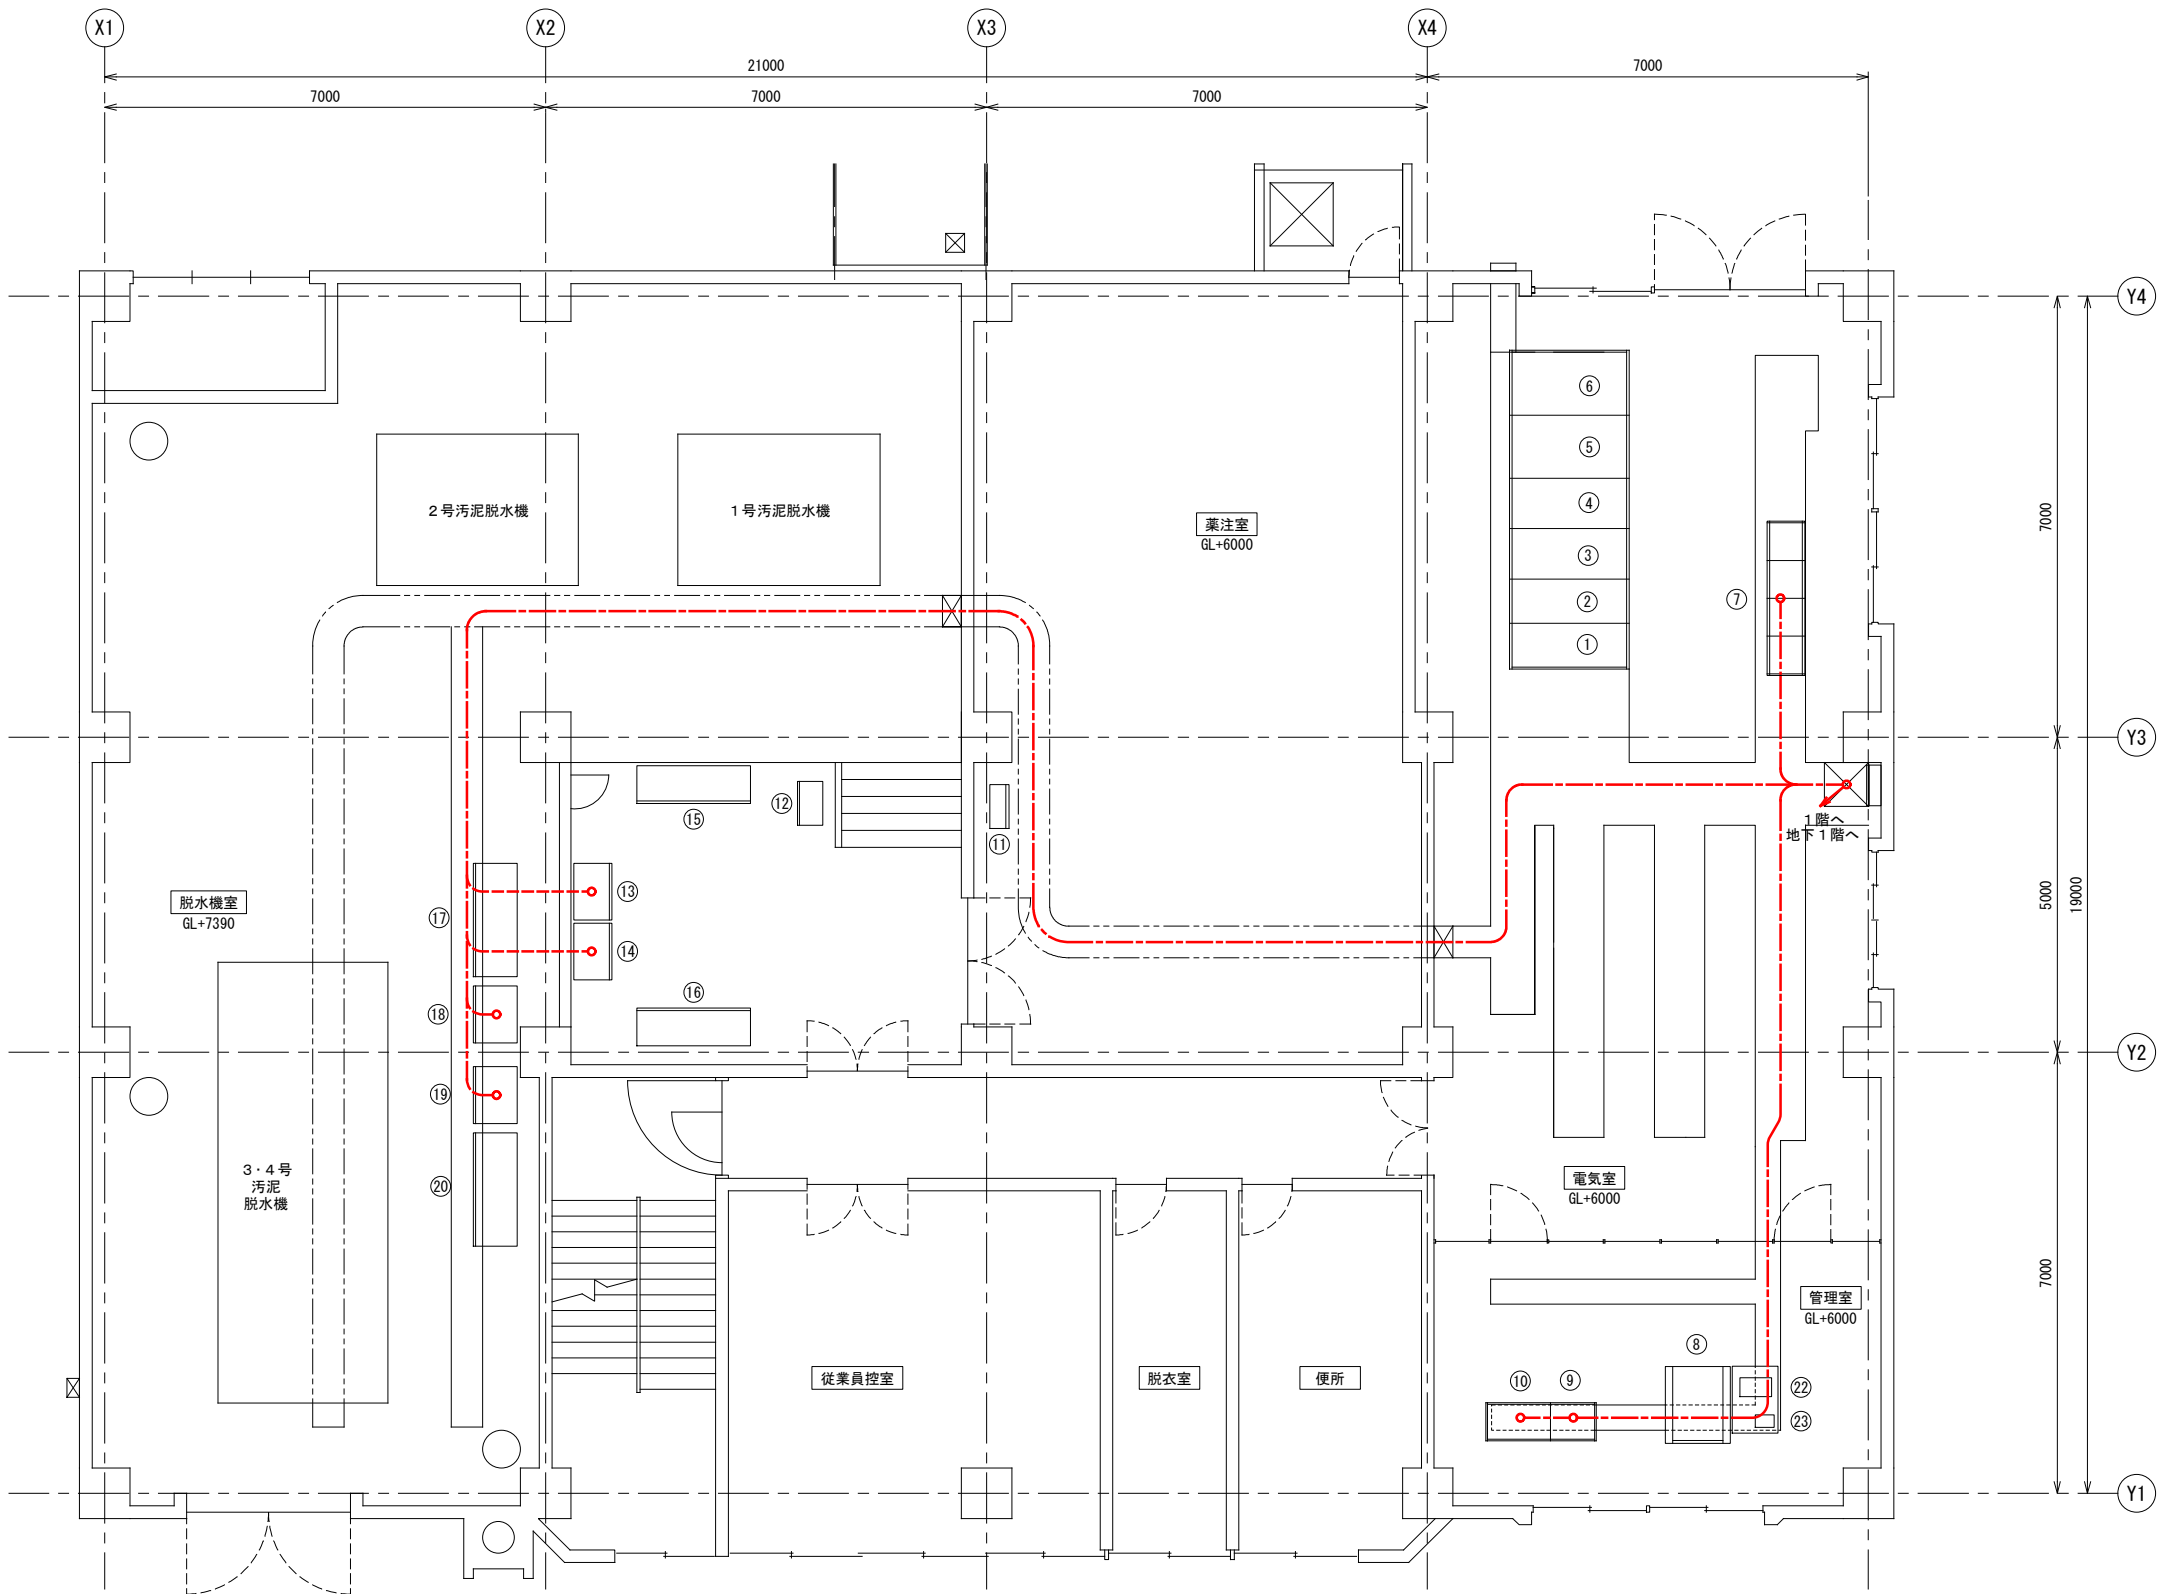 X1
X2
X3
X4
21000
7000
7000
7000
7000
Y4
⑥
⑤
2号汚泥脱水機
1号汚泥脱水機
薬注室
GL+6000
④
③
②
⑦
①
7000
Y3
⑫
⑮
⑪
1階へ
地下1階へ
⑬
脱水機室
GL+7390
⑰
⑭
5000
19000
⑯
⑱
Y2
⑲
3・4号
汚泥
脱水機
⑳
電気室
GL+6000
7000
管理室
GL+6000
⑧
従業員控室
脱衣室
便所
⑩
⑨
㉒
㉓
Y1